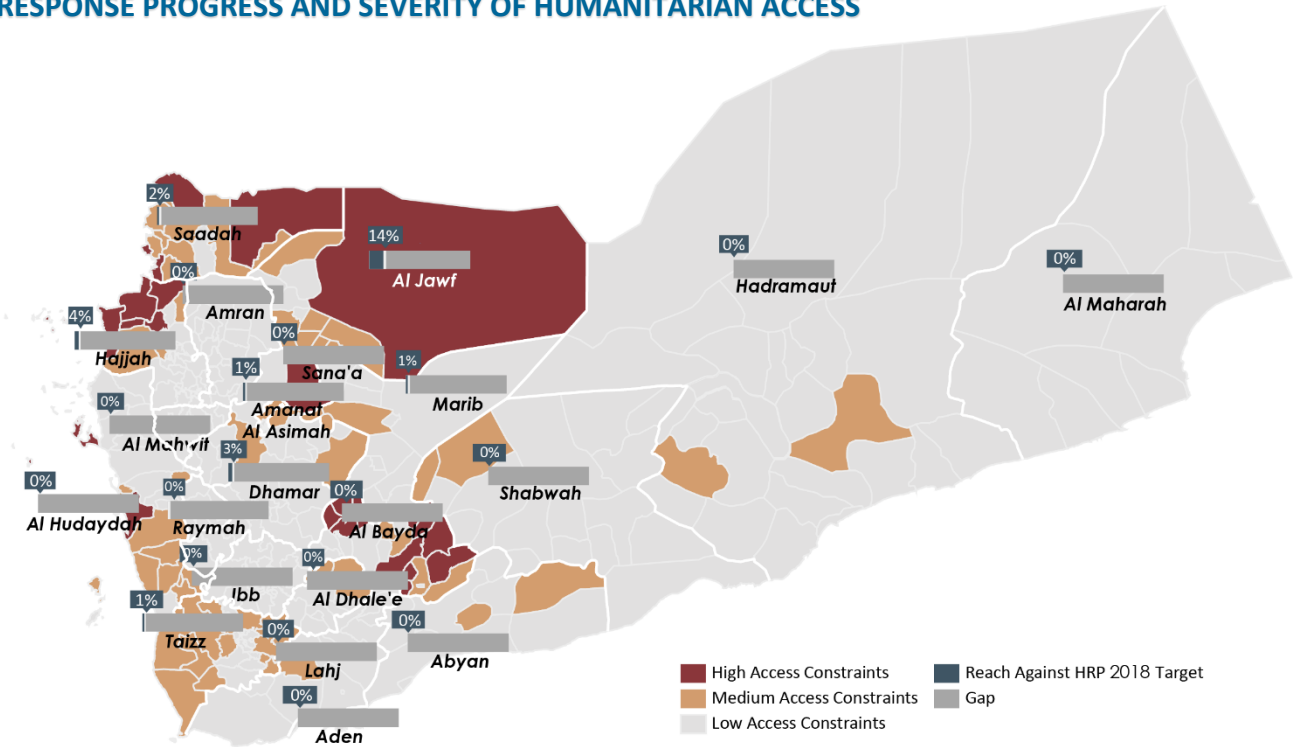 RESPONSE PROGRESS AND SEVERITY OF HUMANITARIAN ACCESS
2%
Saadah
14%
Al Jawf
0%
Hadramaut
0%
Al Maharah
0%
Amran
4%
Hajjah
0%
Sana'a
1%
Marib
1%
Amanat
Al Asimah
0%
Al Mahwit
3%
Dhamar
0%
Shabwah
0%
Al Hudaydah
0%
Raymah
0%
Al Bayda
0%
Ibb
0%
Al Dhale'e
1%
Taizz
0%
Lahj
0%
Abyan
0%
Aden
High Access Constraints
Medium Access Constraints
Low Access Constraints
Reach Against HRP 2018 Target
Gap